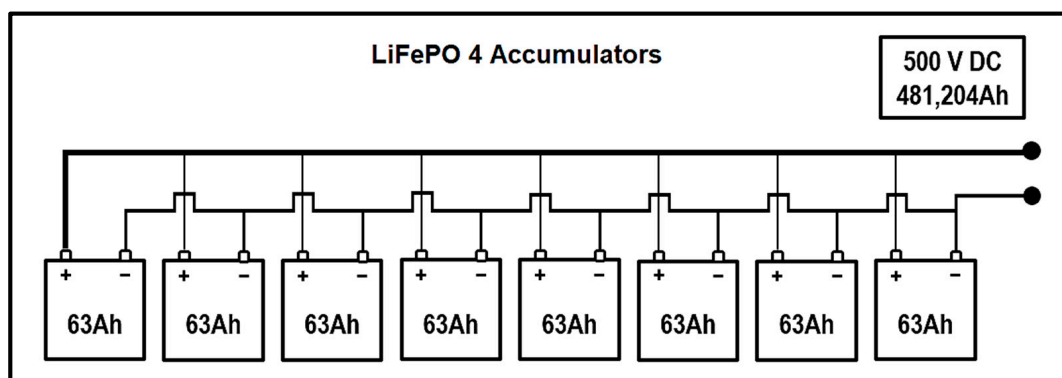 LiFePO 4 Accumulators
500 V DC
481,204Ah
+ − + − + − + − + − + − + − + −
63Ah 63Ah 63Ah 63Ah 63Ah 63Ah 63Ah 63Ah